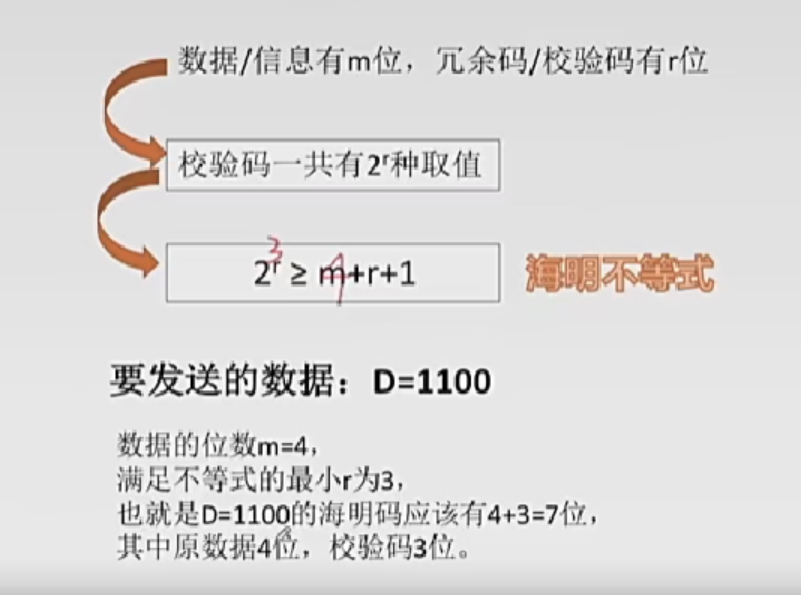 数据/信息有m位，冗余码/校验码有r位
校验码一共有2ʳ种取值
3
2ʳ ≥ m+r+1
4
海明不等式
要发送的数据：D=1100
数据的位数m=4，
满足不等式的最小r为3，
也就是D=1100的海明码应该有4+3=7位，
其中原数据4位，校验码3位。